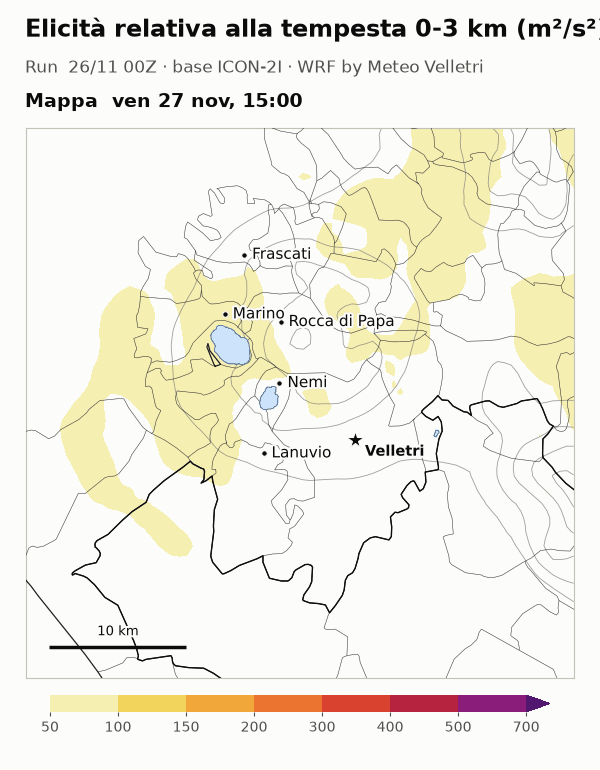 Elicità relativa alla tempesta 0-3 km (m²/s²)
Run 26/11 00Z · base ICON-2I · WRF by Meteo Velletri
Mappa ven 27 nov, 15:00
Frascati
Marino
Rocca di Papa
Nemi
Lanuvio
Velletri
10 km
50 100 150 200 300 400 500 700